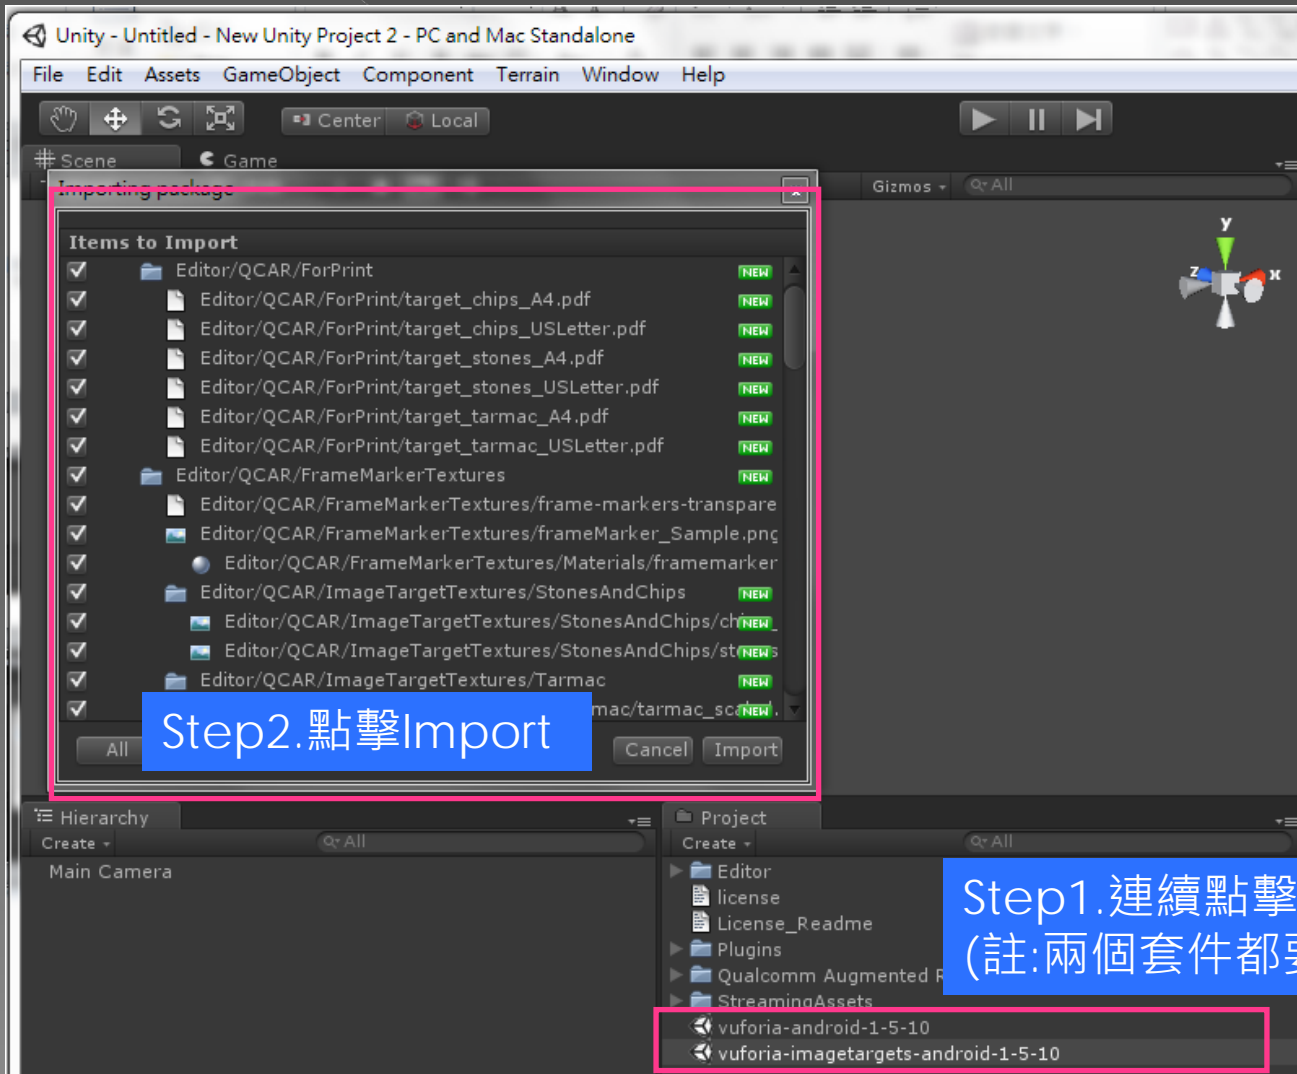 Unity - Untitled - New Unity Project 2 - PC and Mac Standalone
File Edit Assets GameObject Component Terrain Window Help
Center Local
Scene Game
Importing package
Gizmos All
Items to Import
Editor/QCAR/ForPrint NEW
Editor/QCAR/ForPrint/target_chips_A4.pdf NEW
Editor/QCAR/ForPrint/target_chips_USLetter.pdf NEW
Editor/QCAR/ForPrint/target_stones_A4.pdf NEW
Editor/QCAR/ForPrint/target_stones_USLetter.pdf NEW
Editor/QCAR/ForPrint/target_tarmac_A4.pdf NEW
Editor/QCAR/ForPrint/target_tarmac_USLetter.pdf NEW
Editor/QCAR/FrameMarkerTextures NEW
Editor/QCAR/FrameMarkerTextures/frame-markers-transpare
Editor/QCAR/FrameMarkerTextures/frameMarker_Sample.png
Editor/QCAR/FrameMarkerTextures/Materials/framemarker
Editor/QCAR/ImageTargetTextures/StonesAndChips NEW
Editor/QCAR/ImageTargetTextures/StonesAndChips/ch NEW
Editor/QCAR/ImageTargetTextures/StonesAndChips/st NEW s
Editor/QCAR/ImageTargetTextures/Tarmac NEW
mac/tarmac_sca NEW
y
z x
Step2.點擊Import
All Cancel Import
Hierarchy
Create All
Main Camera
Project
Create All
Editor
license
License_Readme
Plugins
Qualcomm Augmented R
StreamingAssets
vuforia-android-1-5-10
vuforia-imagetargets-android-1-5-10
Step1.連續點擊
(註:兩個套件都要